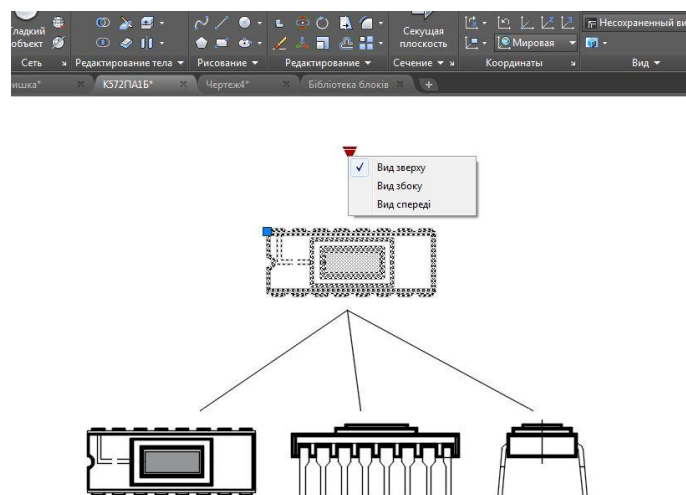 ладкий
объект
Секущая
плоскость
Мировая
Несохраненный ви
Сеть
Редактирование тела
Рисование
Редактирование
Сечение
Координаты
Вид
ишка*
К572ПА1Б*
Чертеж4*
Бібліотека блоків
Вид зверху
Вид збоку
Вид спереді